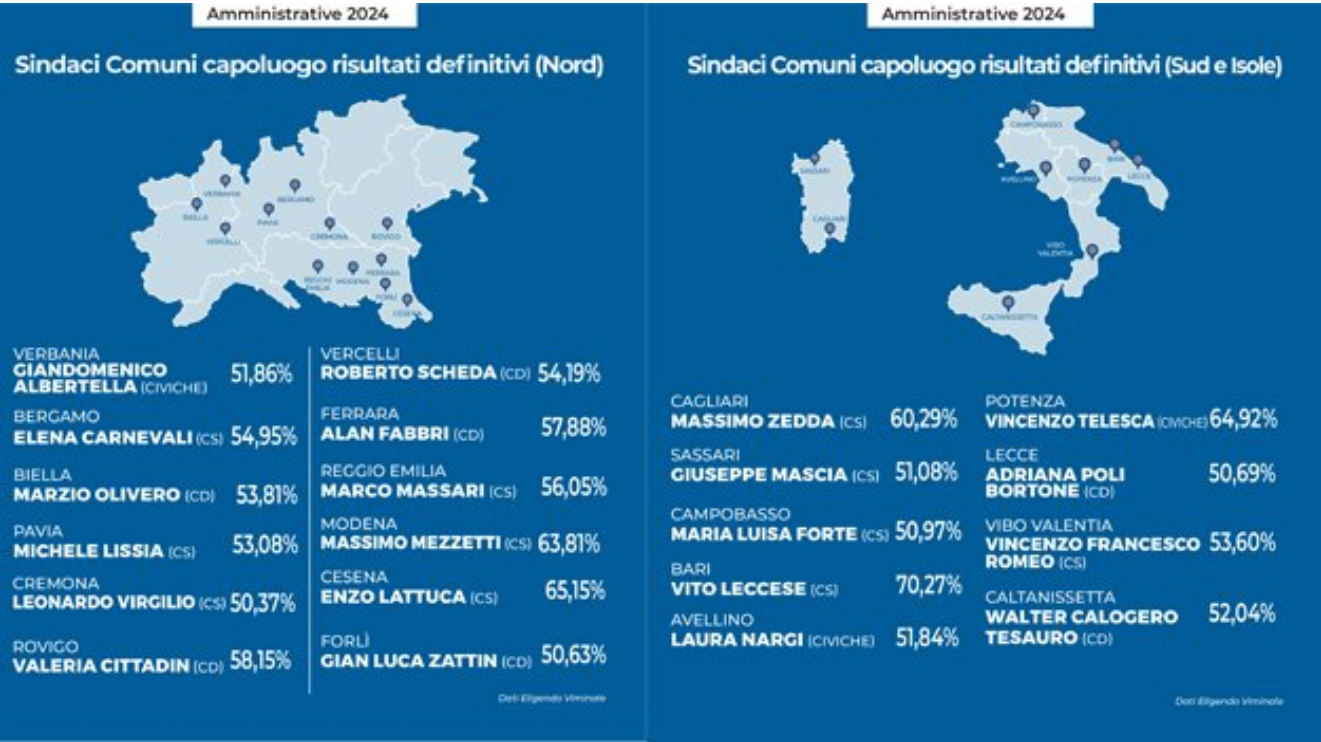 Amministrative 2024
Sindaci Comuni capoluogo risultati definitivi (Nord)
VERBANIA
BERGAMO
BIELLA
PAVIA
VERCELLI
CREMONA
ROVIGO
FERRARA
REGGIO
EMILIA
MODENA
FORLÌ
CESENA
VERBANIA
GIANDOMENICO
ALBERTELLA (CIVICHE) 51,86%
BERGAMO
ELENA CARNEVALI (CS) 54,95%
BIELLA
MARZIO OLIVERO (CD) 53,81%
PAVIA
MICHELE LISSIA (CS) 53,08%
CREMONA
LEONARDO VIRGILIO (CS) 50,37%
ROVIGO
VALERIA CITTADIN (CD) 58,15%
VERCELLI
ROBERTO SCHEDA (CD) 54,19%
FERRARA
ALAN FABBRI (CD) 57,88%
REGGIO EMILIA
MARCO MASSARI (CS) 56,05%
MODENA
MASSIMO MEZZETTI (CS) 63,81%
CESENA
ENZO LATTUCA (CS) 65,15%
FORLÌ
GIAN LUCA ZATTIN (CD) 50,63%
Dati Eligendo Viminale
Amministrative 2024
Sindaci Comuni capoluogo risultati definitivi (Sud e Isole)
CAMPOBASSO
SASSARI
BARI
AVELLINO
POTENZA
LECCE
CAGLIARI
VIBO
VALENTIA
CALTANISSETTA
CAGLIARI
MASSIMO ZEDDA (CS) 60,29%
SASSARI
GIUSEPPE MASCIA (CS) 51,08%
CAMPOBASSO
MARIA LUISA FORTE (CS) 50,97%
BARI
VITO LECCESE (CS) 70,27%
AVELLINO
LAURA NARGI (CIVICHE) 51,84%
POTENZA
VINCENZO TELESCA (CIVICHE) 64,92%
LECCE
ADRIANA POLI
BORTONE (CD) 50,69%
VIBO VALENTIA
VINCENZO FRANCESCO
ROMEO (CS) 53,60%
CALTANISSETTA
WALTER CALOGERO
TESAURO (CD) 52,04%
Dati Eligendo Viminale